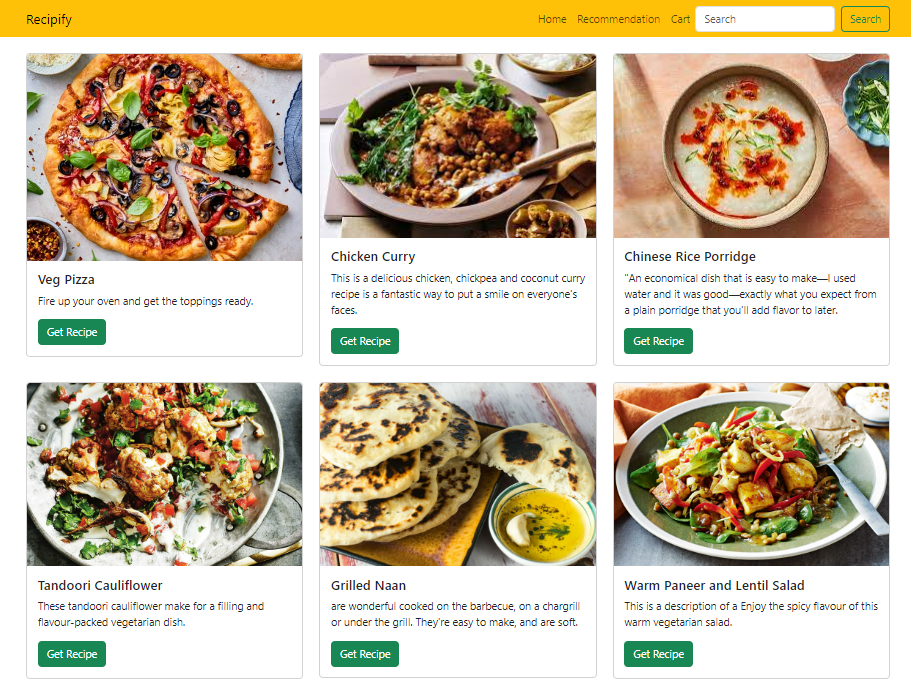 Recipify
Home Recommendation Cart Search Search
Veg Pizza
Fire up your oven and get the toppings ready.
Get Recipe
Chicken Curry
This is a delicious chicken, chickpea and coconut curry
recipe is a fantastic way to put a smile on everyone's
faces.
Get Recipe
Chinese Rice Porridge
"An economical dish that is easy to make—I used
water and it was good—exactly what you expect from
a plain porridge that you'll add flavor to later.
Get Recipe
Tandoori Cauliflower
These tandoori cauliflower make for a filling and
flavour-packed vegetarian dish.
Get Recipe
Grilled Naan
are wonderful cooked on the barbecue, on a chargrill
or under the grill. They're easy to make, and are soft.
Get Recipe
Warm Paneer and Lentil Salad
This is a description of a Enjoy the spicy flavour of this
warm vegetarian salad.
Get Recipe